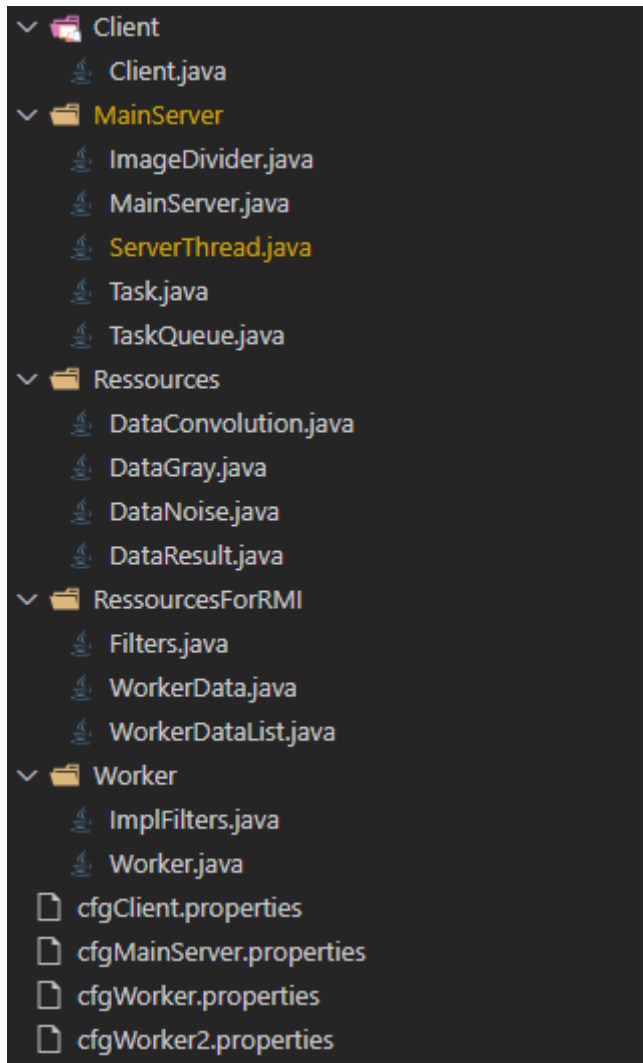 Client
Client.java
MainServer
ImageDivider.java
MainServer.java
ServerThread.java
Task.java
TaskQueue.java
Ressources
DataConvolution.java
DataGray.java
DataNoise.java
DataResult.java
RessourcesForRMI
Filters.java
WorkerData.java
WorkerDataList.java
Worker
ImplFilters.java
Worker.java
cfgClient.properties
cfgMainServer.properties
cfgWorker.properties
cfgWorker2.properties